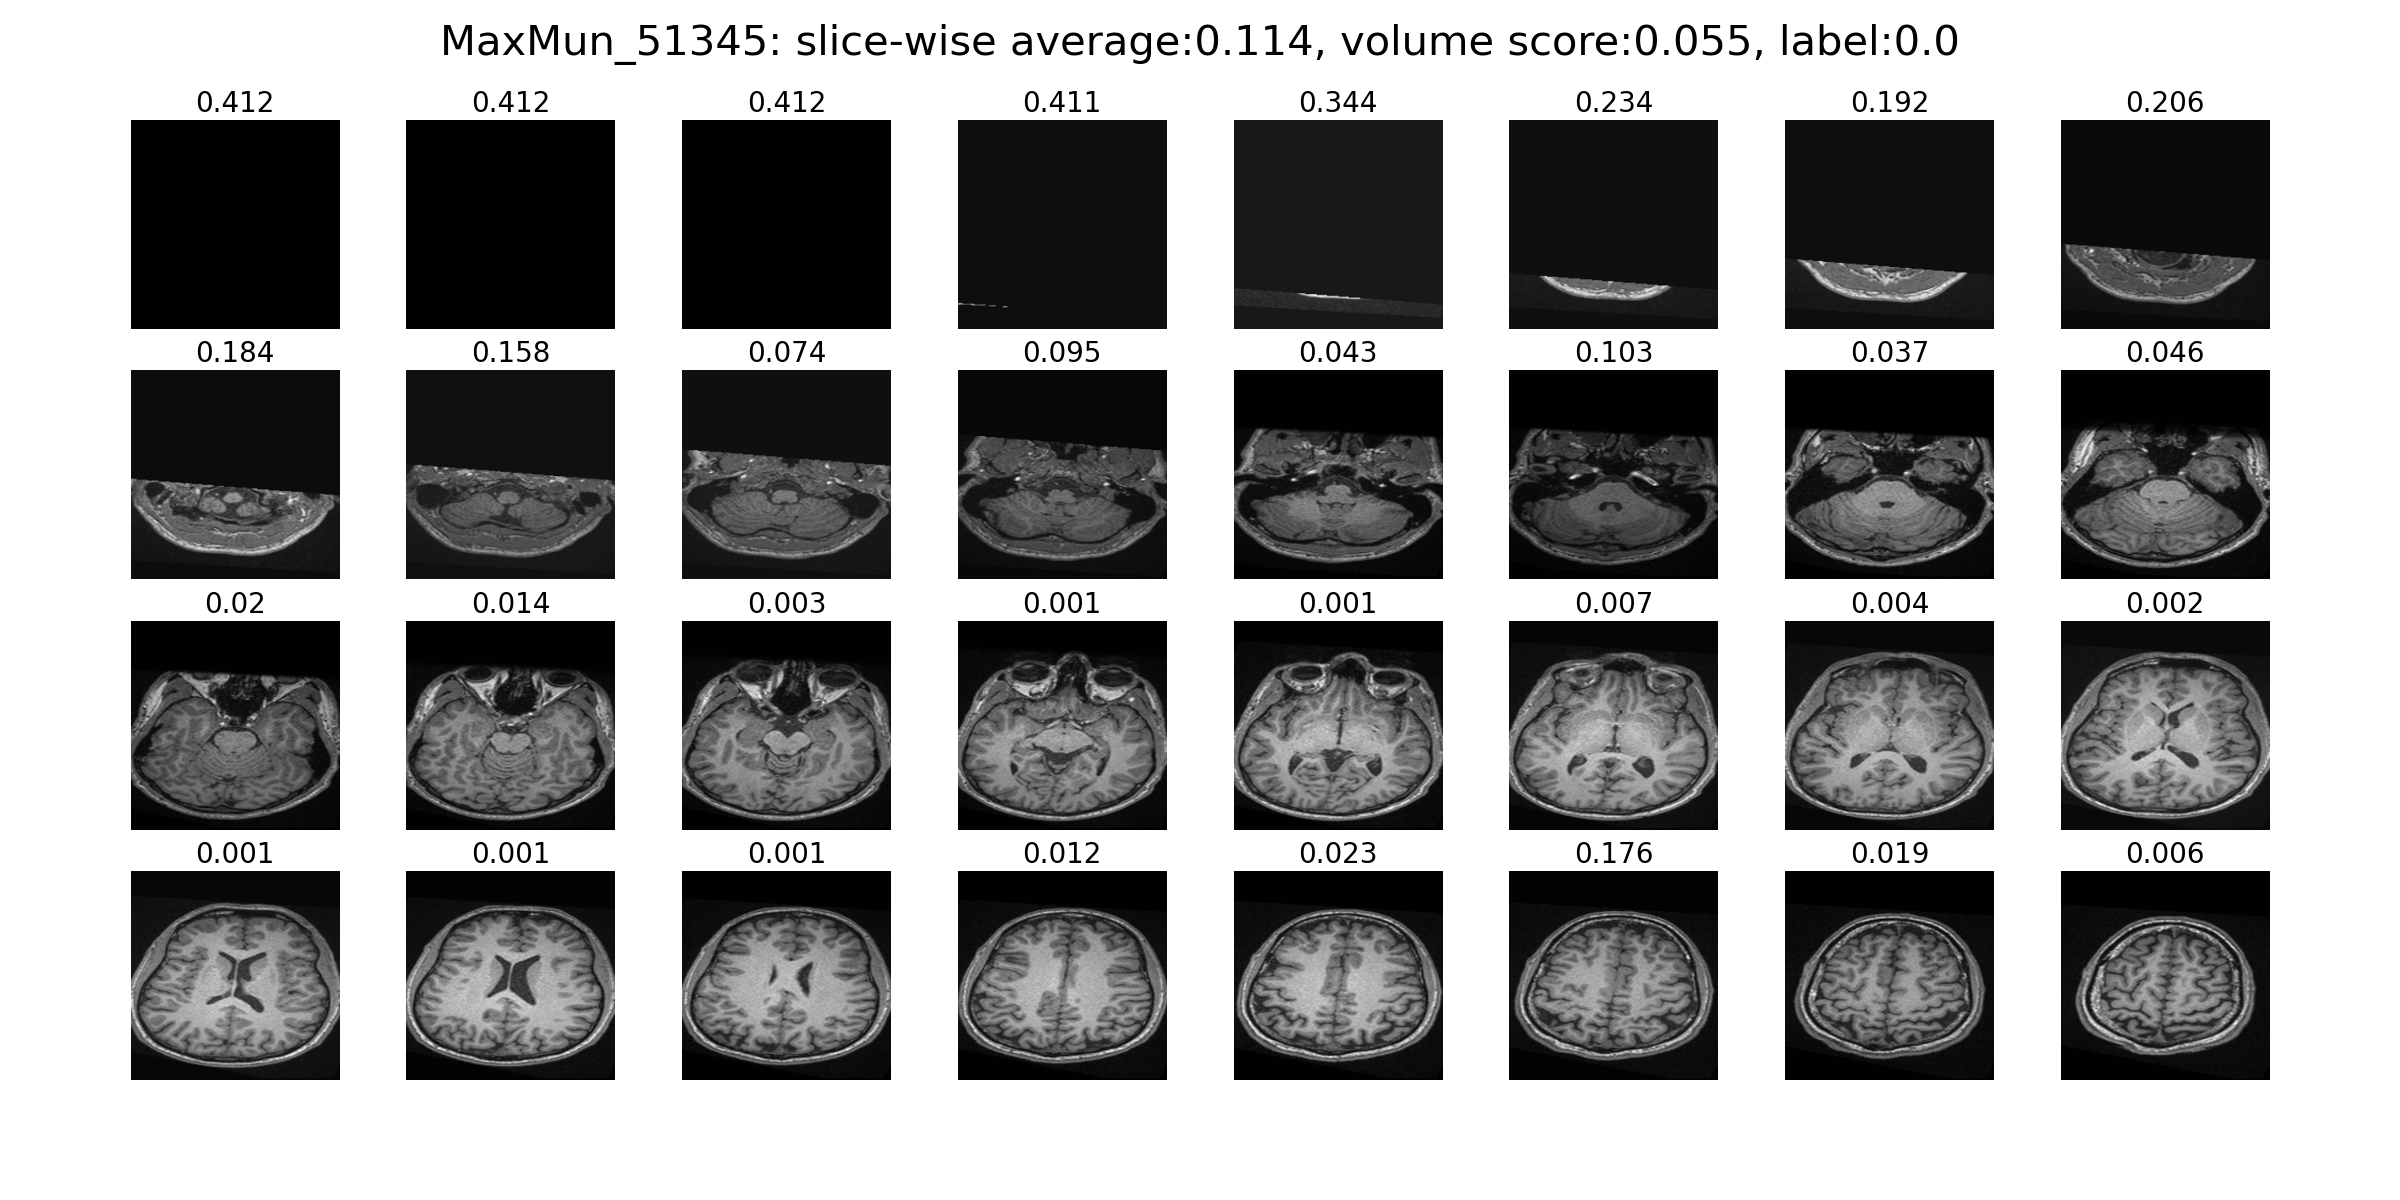 MaxMun_51345: slice-wise average:0.114, volume score:0.055, label:0.0
0.412 0.412 0.412 0.411 0.344 0.234 0.192 0.206
0.184 0.158 0.074 0.095 0.043 0.103 0.037 0.046
0.02 0.014 0.003 0.001 0.001 0.007 0.004 0.002
0.001 0.001 0.001 0.012 0.023 0.176 0.019 0.006